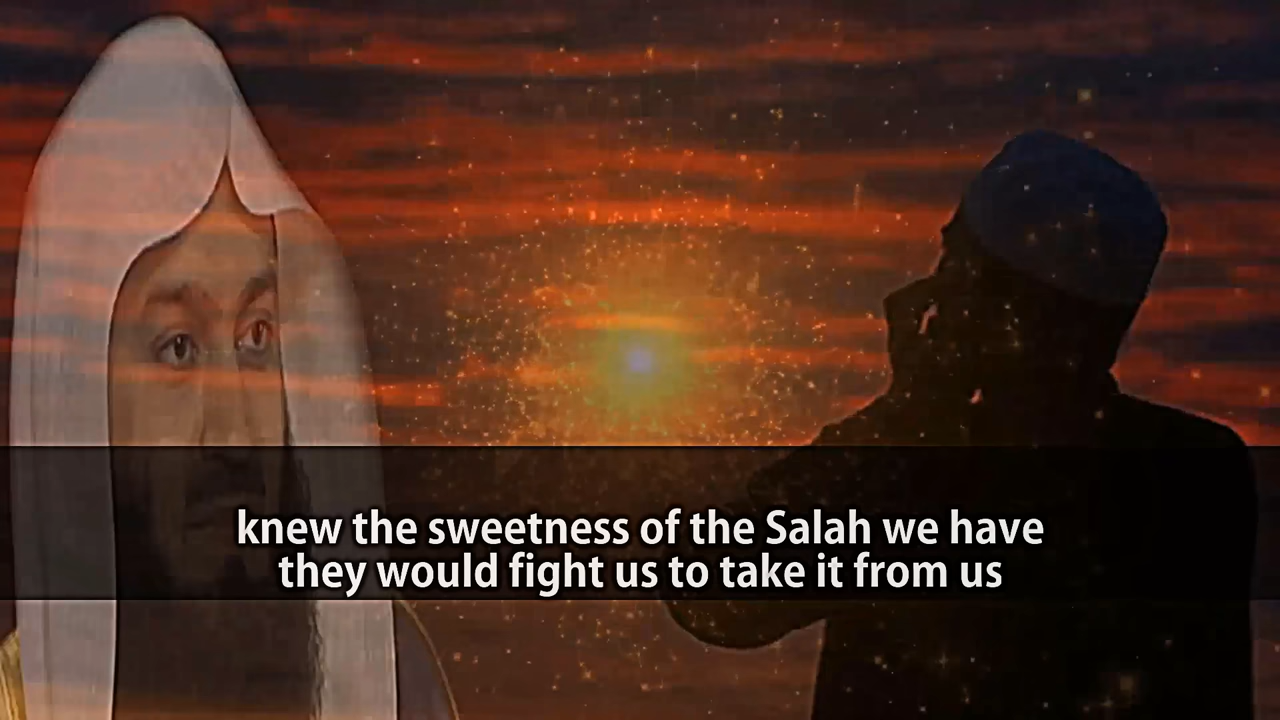 knew the sweetness of the Salah we have
they would fight us to take it from us